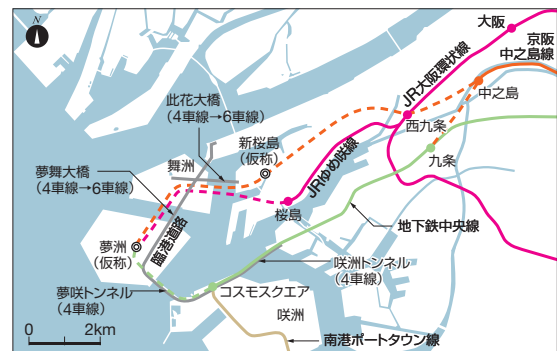 N
大阪
京阪
中之島線
JR大阪環状線
中之島
此花大橋
(4車線→6車線)
新桜島
(仮称)
西九条
九条
夢舞大橋
(4車線→6車線)
舞洲
JRゆめ咲線
桜島
臨港道路
地下鉄中央線
夢洲
(仮称)
咲洲トンネル
(4車線)
夢咲トンネル
(4車線)
コスモスクエア
咲洲
南港ポートタウン線
0 2km